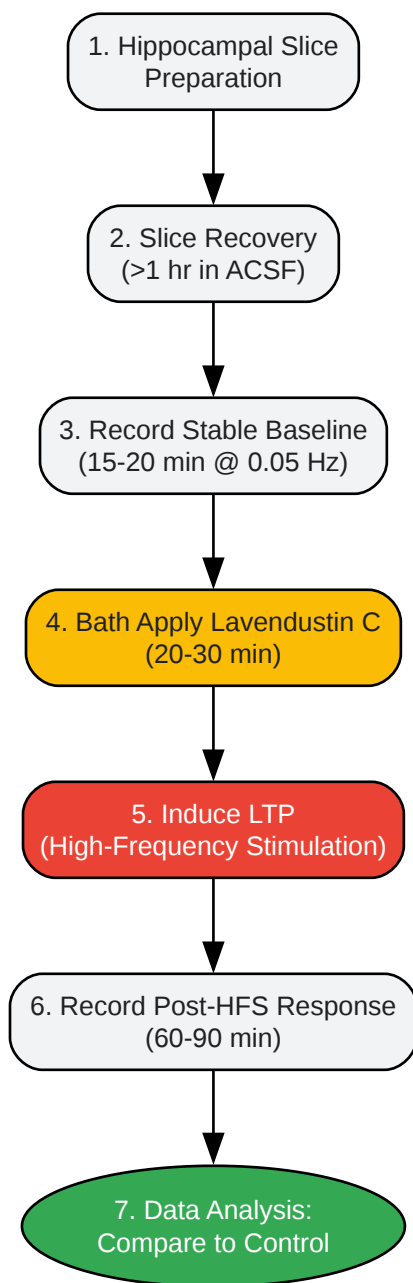 1. Hippocampal Slice
Preparation
2. Slice Recovery
(>1 hr in ACSF)
3. Record Stable Baseline
(15-20 min @ 0.05 Hz)
4. Bath Apply Lavendustin C
(20-30 min)
5. Induce LTP
(High-Frequency Stimulation)
6. Record Post-HFS Response
(60-90 min)
7. Data Analysis:
Compare to Control